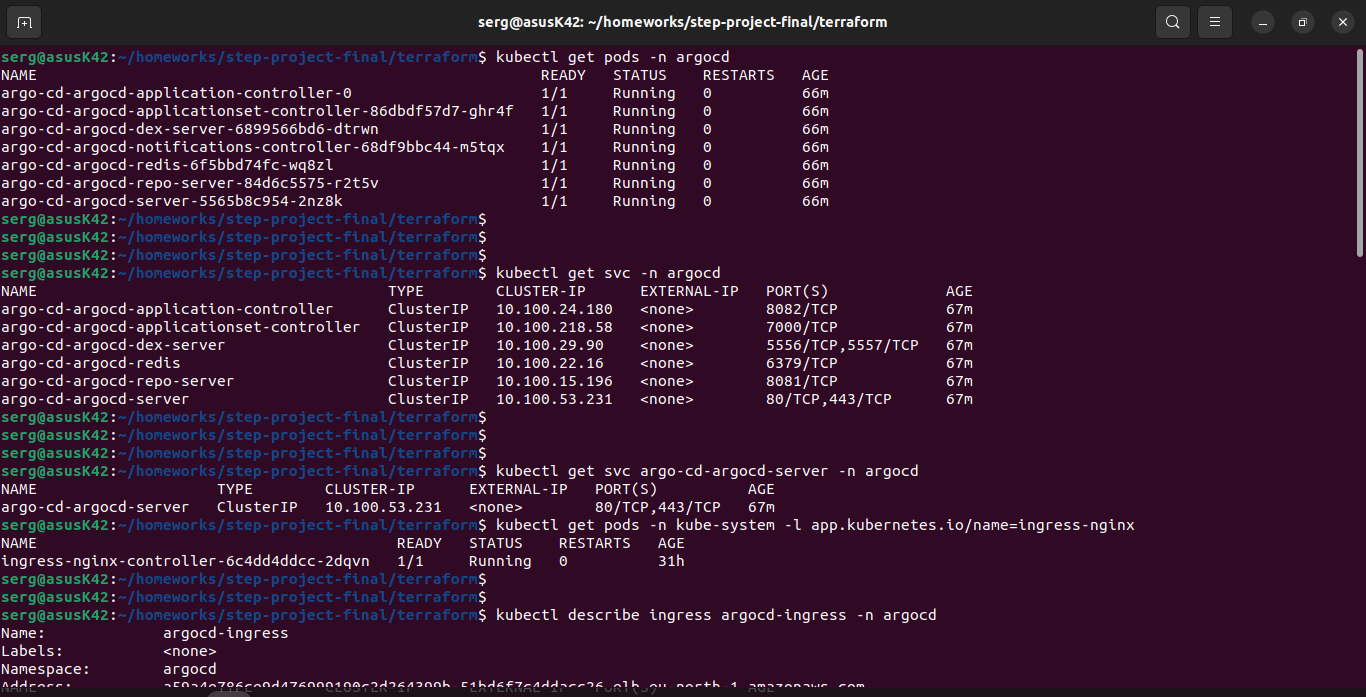 serg@asusK42: ~/homeworks/step-project-final/terraform
serg@asusK42:~/homeworks/step-project-final/terraform$ kubectl get pods -n argocd
NAME READY STATUS RESTARTS AGE
argo-cd-argocd-application-controller-0 1/1 Running 0 66m
argo-cd-argocd-applicationset-controller-86dbdf57d7-ghr4f 1/1 Running 0 66m
argo-cd-argocd-dex-server-6899566bd6-dtrwn 1/1 Running 0 66m
argo-cd-argocd-notifications-controller-68df9bbc44-m5tqx 1/1 Running 0 66m
argo-cd-argocd-redis-6f5bbd74fc-wq8zl 1/1 Running 0 66m
argo-cd-argocd-repo-server-84d6c5575-r2t5v 1/1 Running 0 66m
argo-cd-argocd-server-5565b8c954-2nz8k 1/1 Running 0 66m
serg@asusK42:~/homeworks/step-project-final/terraform$
serg@asusK42:~/homeworks/step-project-final/terraform$
serg@asusK42:~/homeworks/step-project-final/terraform$
serg@asusK42:~/homeworks/step-project-final/terraform$ kubectl get svc -n argocd
NAME TYPE CLUSTER-IP EXTERNAL-IP PORT(S) AGE
argo-cd-argocd-application-controller ClusterIP 10.100.24.180 <none> 8082/TCP 67m
argo-cd-argocd-applicationset-controller ClusterIP 10.100.218.58 <none> 7000/TCP 67m
argo-cd-argocd-dex-server ClusterIP 10.100.29.90 <none> 5556/TCP,5557/TCP 67m
argo-cd-argocd-redis ClusterIP 10.100.22.16 <none> 6379/TCP 67m
argo-cd-argocd-repo-server ClusterIP 10.100.15.196 <none> 8081/TCP 67m
argo-cd-argocd-server ClusterIP 10.100.53.231 <none> 80/TCP,443/TCP 67m
serg@asusK42:~/homeworks/step-project-final/terraform$
serg@asusK42:~/homeworks/step-project-final/terraform$
serg@asusK42:~/homeworks/step-project-final/terraform$
serg@asusK42:~/homeworks/step-project-final/terraform$ kubectl get svc argo-cd-argocd-server -n argocd
NAME TYPE CLUSTER-IP EXTERNAL-IP PORT(S) AGE
argo-cd-argocd-server ClusterIP 10.100.53.231 <none> 80/TCP,443/TCP 67m
serg@asusK42:~/homeworks/step-project-final/terraform$ kubectl get pods -n kube-system -l app.kubernetes.io/name=ingress-nginx
NAME READY STATUS RESTARTS AGE
ingress-nginx-controller-6c4dd4ddcc-2dqvn 1/1 Running 0 31h
serg@asusK42:~/homeworks/step-project-final/terraform$
serg@asusK42:~/homeworks/step-project-final/terraform$
serg@asusK42:~/homeworks/step-project-final/terraform$ kubectl describe ingress argocd-ingress -n argocd
Name: argocd-ingress
Labels: <none>
Namespace: argocd
Address: